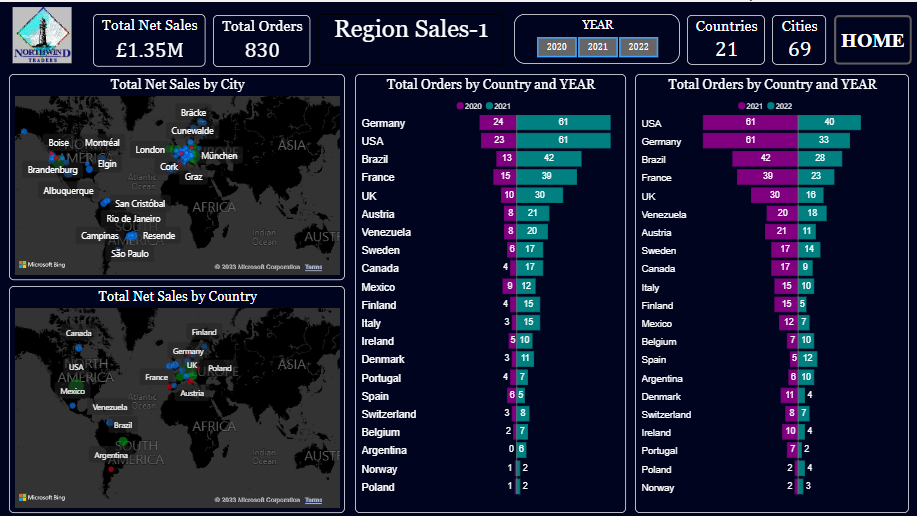 NORTHWIND
TRADERS
Total Net Sales
£1.35M
Total Orders
830
Region Sales-1
YEAR
2020 2021 2022
Countries
21
Cities
69
HOME
Total Net Sales by City
Bräcke
Cunewalde
Boise Montréal
London
München
Brandenburg Elgin
Cork
Graz
Albuquerque
San Cristóbal
Rio de Janeiro
Campinas Resende
São Paulo
AMERICA
ASIA
Atlantic
Ocean
AFRICA
SOUTH
AMERICA
Indian
Ocean
AUST
Microsoft Bing
© 2023 Microsoft Corporation Terms
Total Net Sales by Country
Canada
Finland
Germany
USA
UK Poland
France
Mexico
Austria
Venezuela
Brazil
Argentina
NORTH
AMERICA
EUROPE
ASIA
Atlantic
Ocean
AFRICA
SOUTH
AMERICA
Indian
Ocean
AUST
Microsoft Bing
© 2023 Microsoft Corporation Terms
Total Orders by Country and YEAR
2020 2021
Germany 24 61
USA 23 61
Brazil 13 42
France 15 39
UK 10 30
Austria 8 21
Venezuela 8 20
Sweden 6 17
Canada 4 17
Mexico 9 12
Finland 4 15
Italy 3 15
Ireland 5 10
Denmark 3 11
Portugal 4 7
Spain 6 5
Switzerland 3 8
Belgium 2 7
Argentina 0 6
Norway 1 2
Poland 1 2
Total Orders by Country and YEAR
2021 2022
USA 61 40
Germany 61 33
Brazil 42 28
France 39 23
UK 30 16
Venezuela 20 18
Austria 21 11
Sweden 17 14
Canada 17 9
Italy 15 10
Finland 15 5
Mexico 12 7
Belgium 7 10
Spain 5 12
Argentina 6 10
Denmark 11 4
Switzerland 8 7
Ireland 10 4
Portugal 7 2
Poland 2 4
Norway 2 3